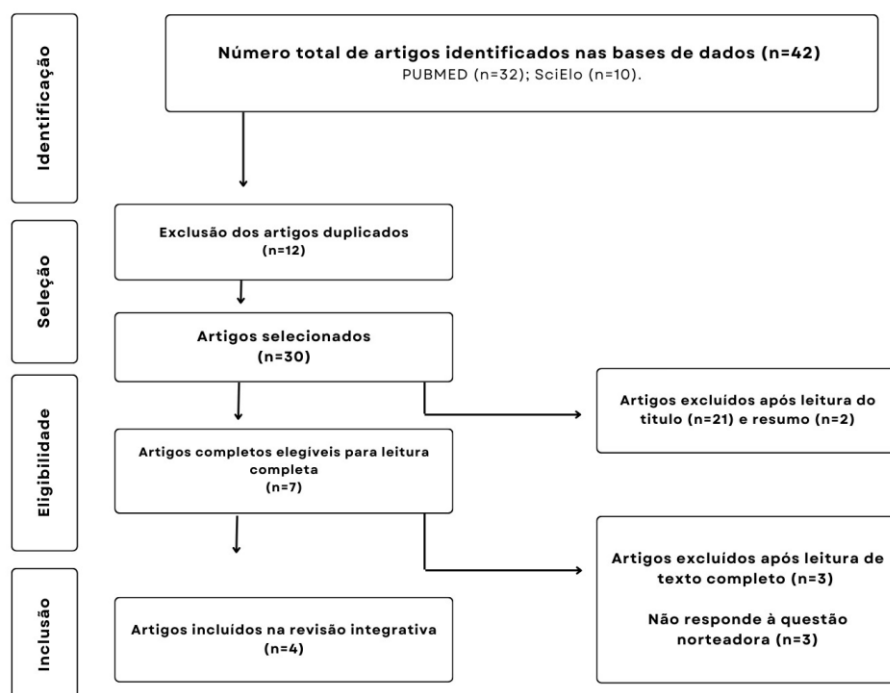 Identificação
Número total de artigos identificados nas bases de dados (n=42)
PUBMED (n=32); SciElo (n=10).
Seleção
Exclusão dos artigos duplicados
(n=12)
Artigos selecionados
(n=30)
Eligibilidade
Artigos excluídos após leitura do
titulo (n=21) e resumo (n=2)
Artigos completos elegíveis para leitura
completa
(n=7)
Inclusão
Artigos excluídos após leitura de
texto completo (n=3)
Não responde à questão
norteadora (n=3)
Artigos incluídos na revisão integrativa
(n=4)